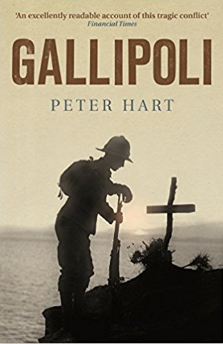 'An excellently readable account of this tragic conflict'
Financial Times
GALLIPOLI
PETER HART